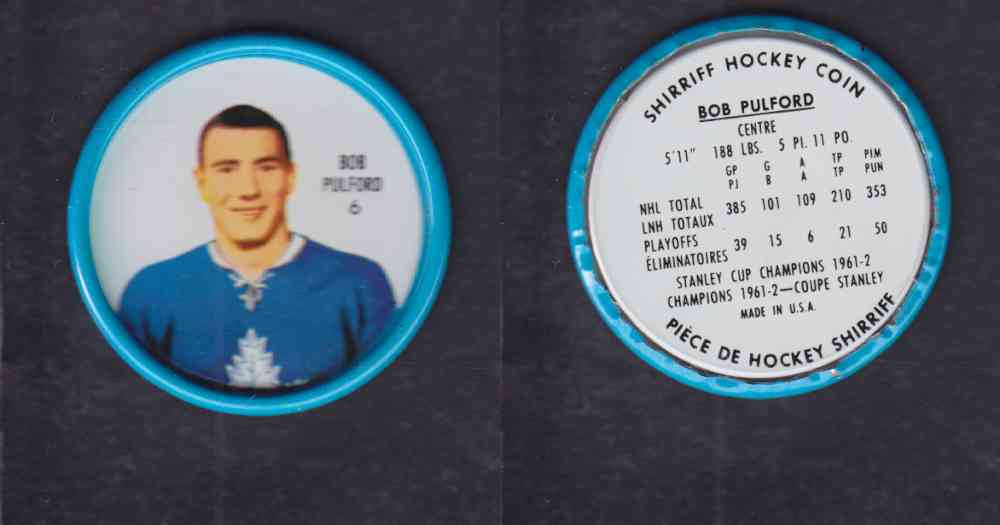 BOB
PULFORD
6
SHIRRIFF HOCKEY COIN
BOB PULFORD
CENTRE
5'11" 188 LBS. 5 PI. 11 PO.
GP G A TP PIM
PJ B A TP PUN
NHL TOTAL
LNH TOTAUX 385 101 109 210 353
PLAYOFFS
ÉLIMINATOIRES 39 15 6 21 50
STANLEY CUP CHAMPIONS 1961-2
CHAMPIONS 1961-2—COUPE STANLEY
MADE IN U.S.A.
PIÈCE DE HOCKEY SHIRRIFF